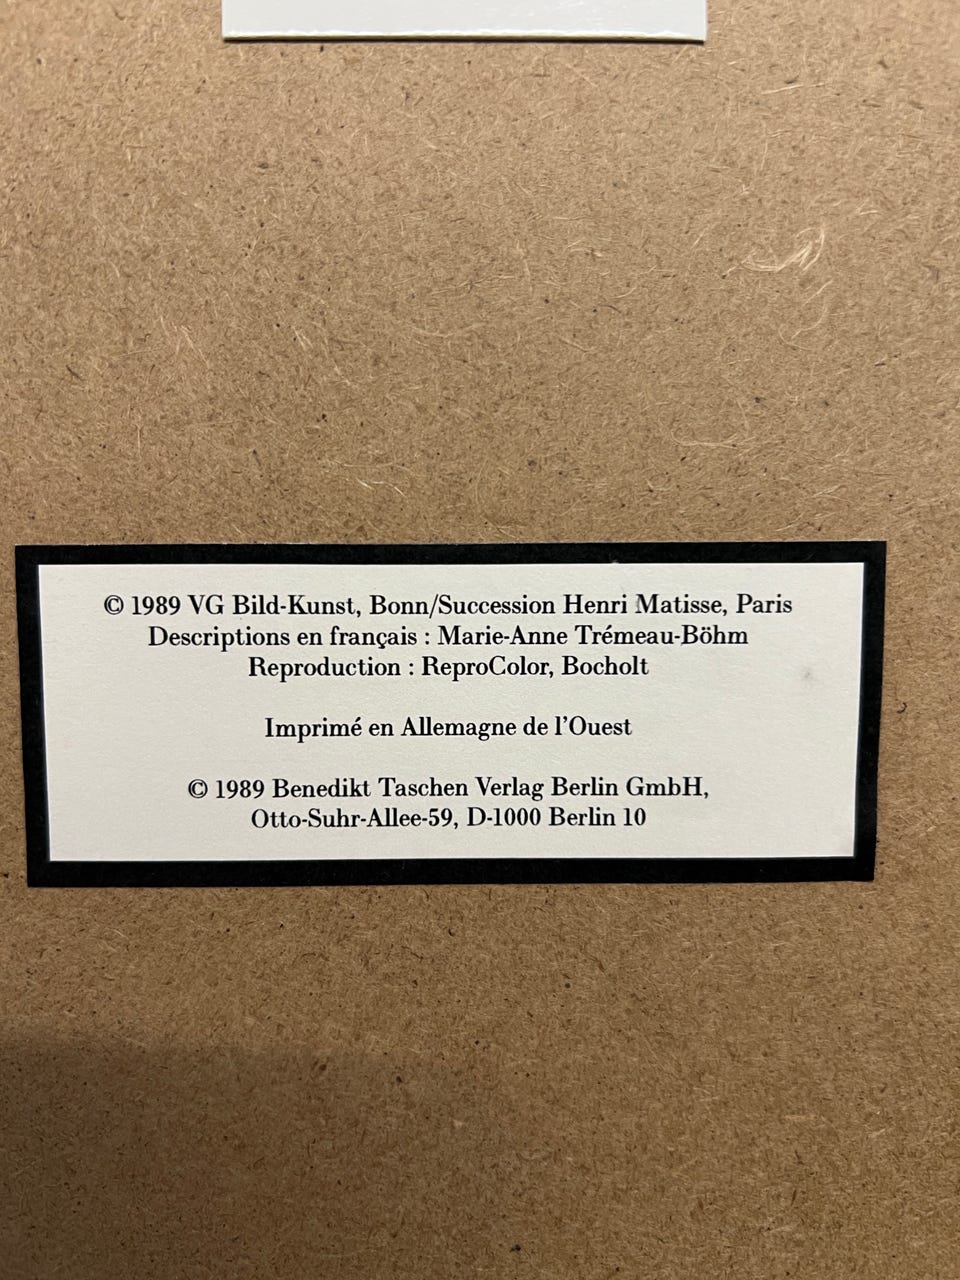 © 1989 VG Bild-Kunst, Bonn/Succession Henri Matisse, Paris
Descriptions en français : Marie-Anne Trémeau-Böhm
Reproduction : ReproColor, Bocholt
Imprimé en Allemagne de l'Ouest
© 1989 Benedikt Taschen Verlag Berlin GmbH,
Otto-Suhr-Allee-59, D-1000 Berlin 10